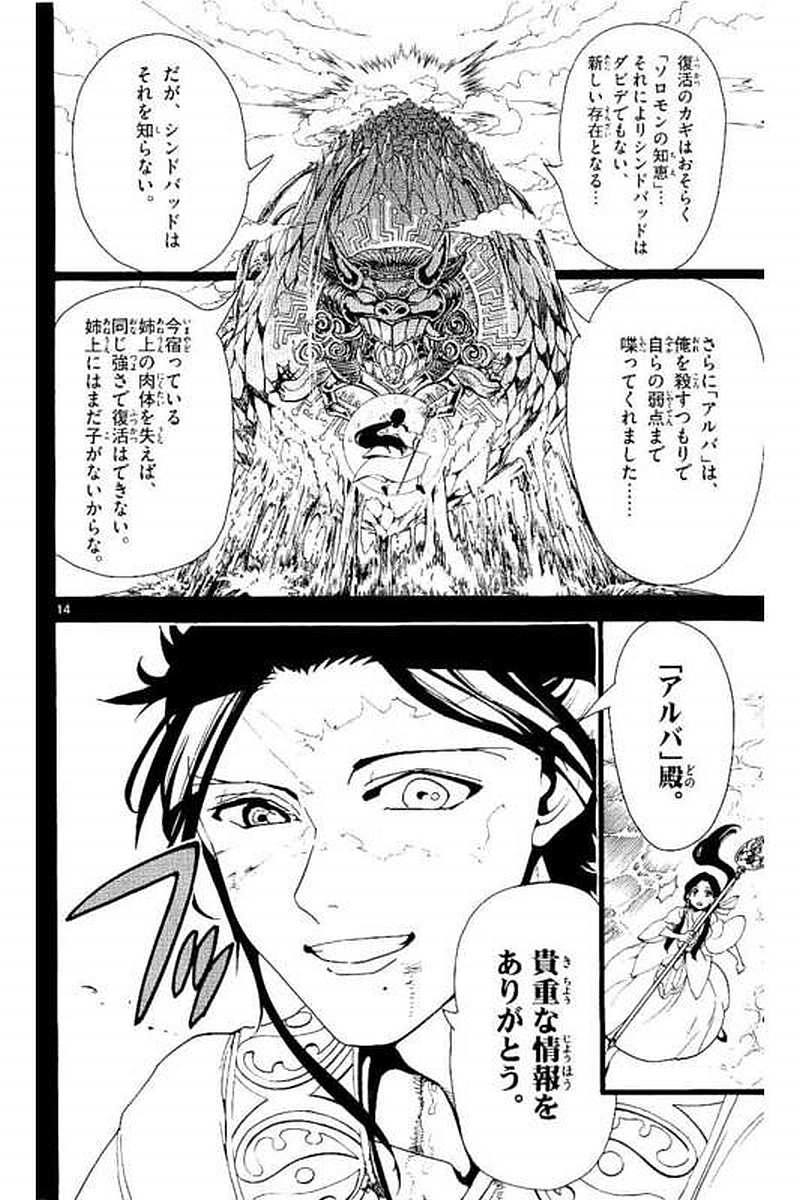 復活のカギはおそらく
「ソロモンの知恵」…
それによりシンドバッドは
ダビデでもない、
新しい存在となる…
だが、シンドバッドは
それを知らない。
さらに「アルバ」は、
俺を殺すつもりで
自らの弱点まで
喋ってくれました……
今宿っている
姉上の肉体を失えば、
同じ強さで復活はできない。
姉上にはまだ子がないからな。
14
「アルバ」殿。
フッ
貴重な情報を
ありがとう。